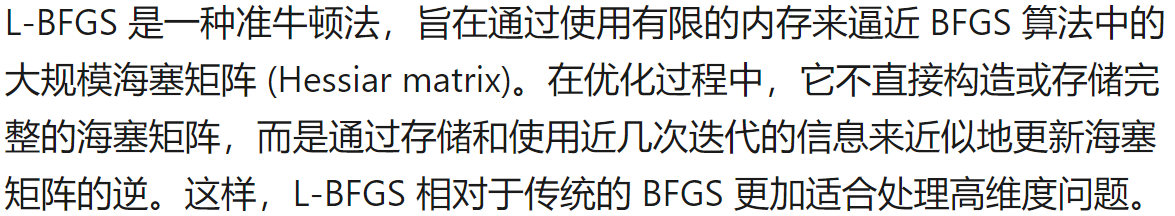 L-BFGS 是一种准牛顿法，旨在通过使用有限的内存来逼近 BFGS 算法中的
大规模海塞矩阵 (Hessiar matrix)。在优化过程中，它不直接构造或存储完
整的海塞矩阵，而是通过存储和使用近几次迭代的信息来近似地更新海塞
矩阵的逆。这样，L-BFGS 相对于传统的 BFGS 更加适合处理高维度问题。